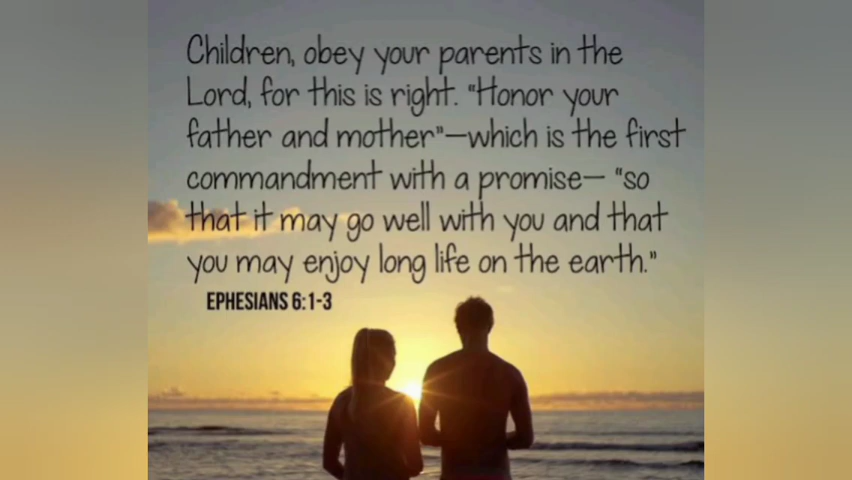 Children, obey your parents in the
Lord, for this is right. "Honor your
father and mother"—which is the first
commandment with a promise— "so
that it may go well with you and that
you may enjoy long life on the earth."
EPHESIANS 6:1-3